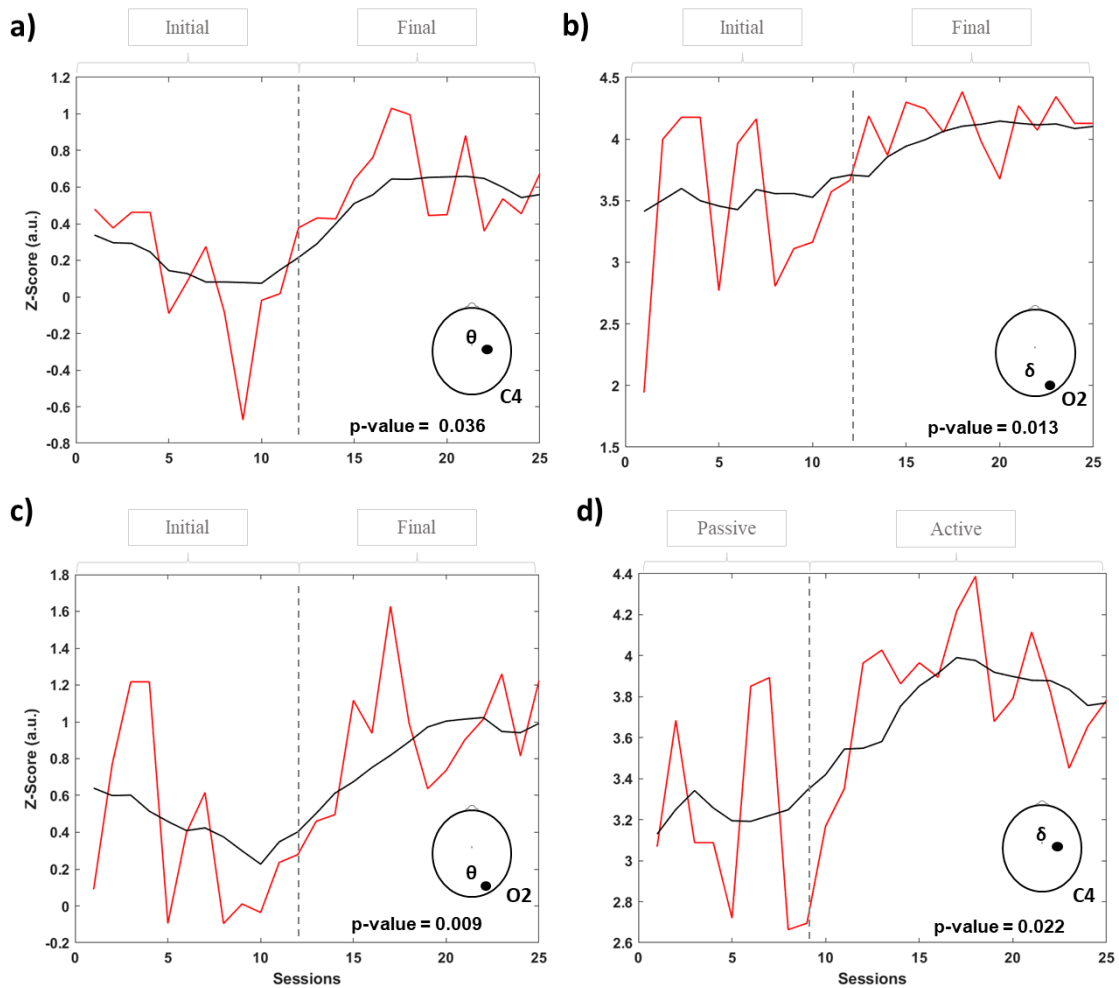 a)
Initial
Final
Z-Score (a.u.)
1.2
1
0.8
0.6
0.4
0.2
0
-0.2
-0.4
-0.6
-0.8
θ
C4
p-value = 0.036
0
5
10
15
20
25
b)
Initial
Final
4.5
4
3.5
3
2.5
2
1.5
δ
O2
p-value = 0.013
0
5
10
15
20
25
c)
Initial
Final
Z-Score (a.u.)
1.8
1.6
1.4
1.2
1
0.8
0.6
0.4
0.2
0
-0.2
θ
O2
p-value = 0.009
0
5
10
15
20
25
Sessions
d)
Passive
Active
4.4
4.2
4
3.8
3.6
3.4
3.2
3
2.8
2.6
δ
C4
p-value = 0.022
0
5
10
15
20
25
Sessions